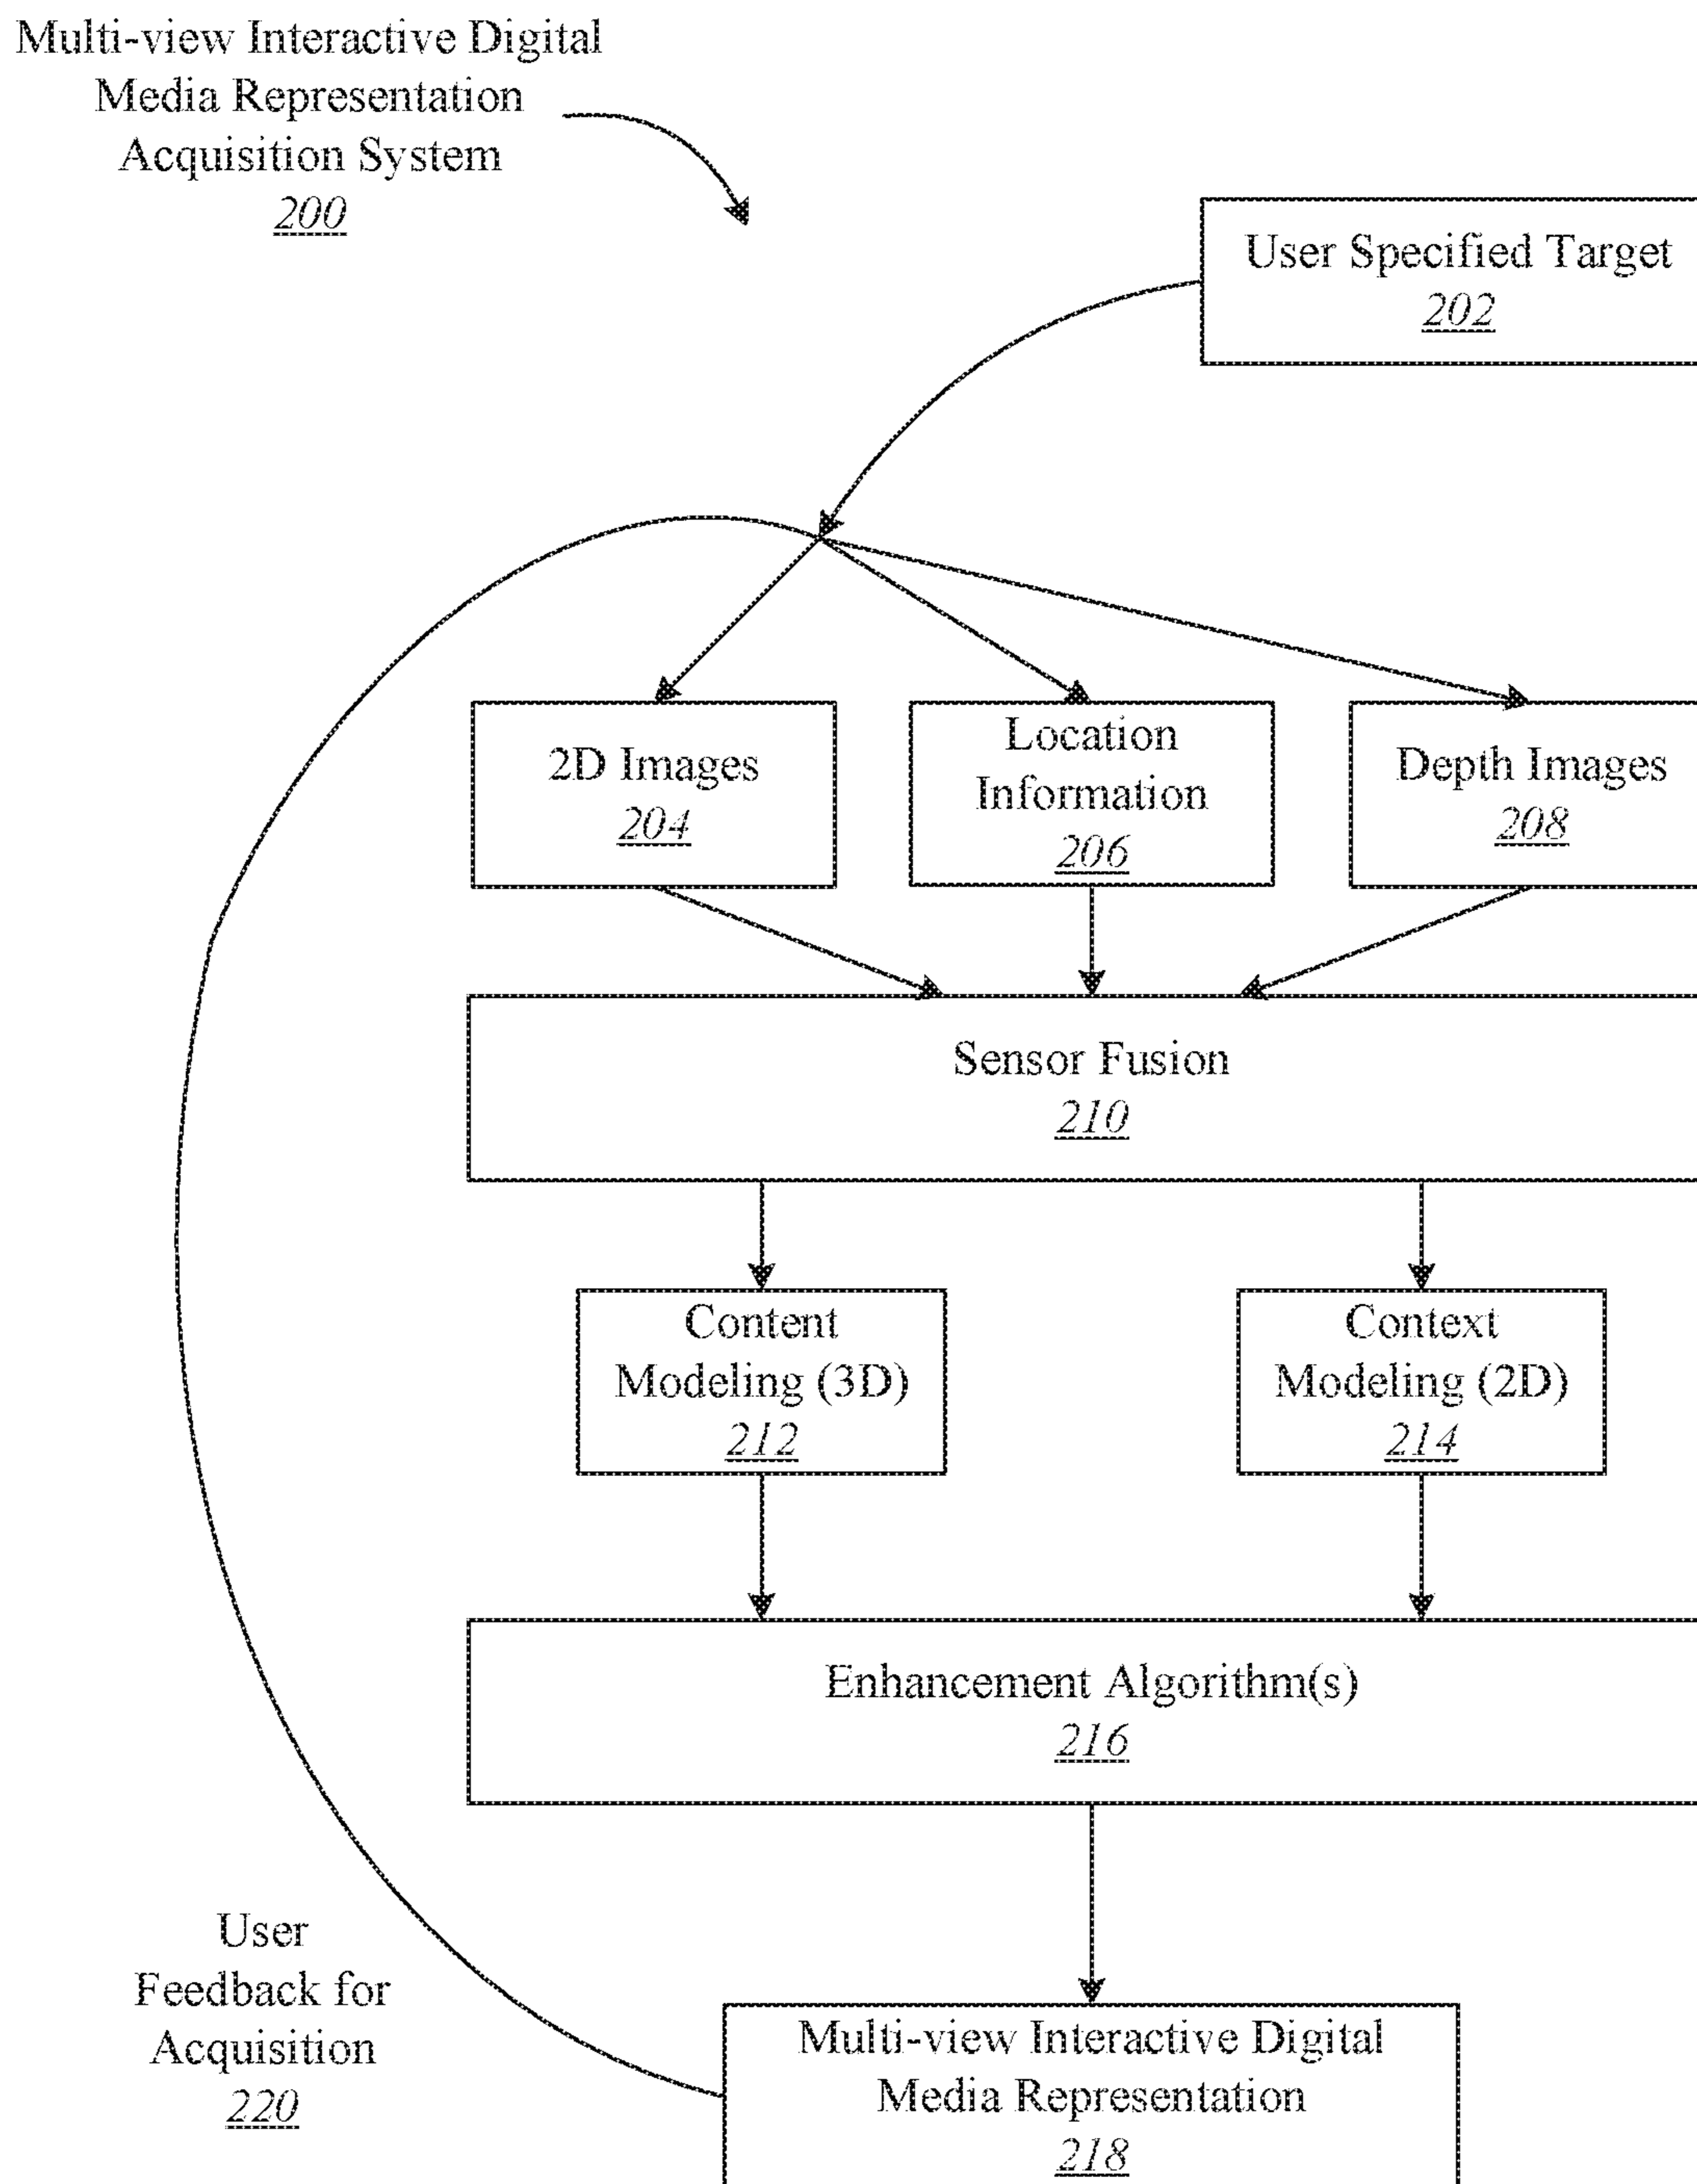 Multi-view Interactive Digital
Media Representation
Acquisition System
200
User Specified Target
202
2D Images
204
Location
Information
206
Depth Images
208
Sensor Fusion
210
Content
Modeling (3D)
212
Context
Modeling (2D)
214
Enhancement Algorithm(s)
216
User
Feedback for
Acquisition
220
Multi-view Interactive Digital
Media Representation
218